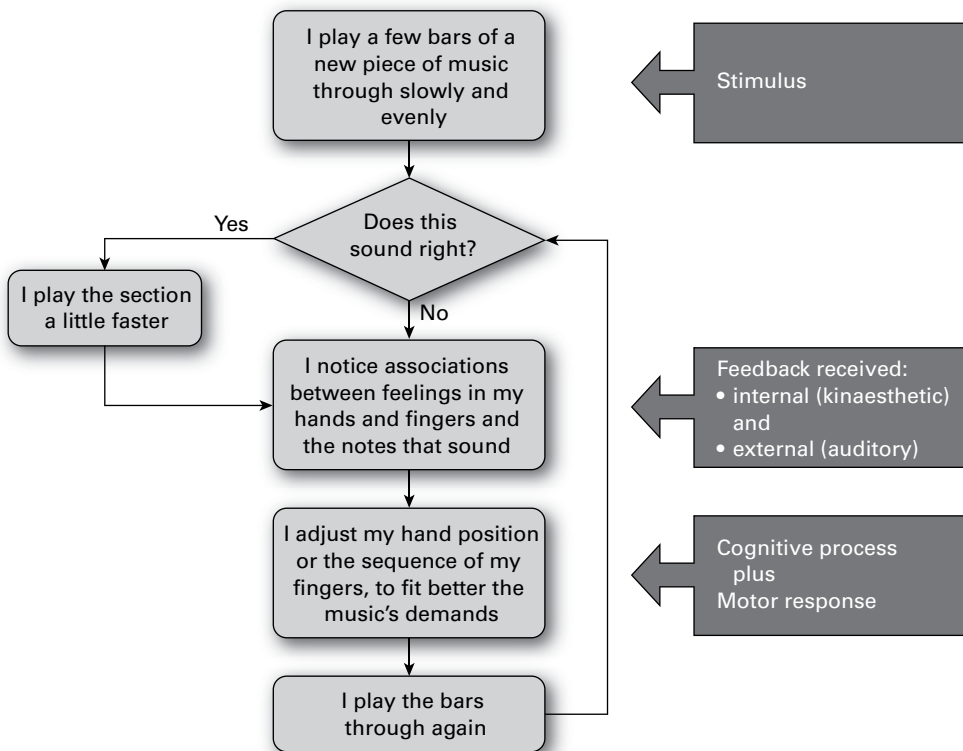 I play a few bars of a
new piece of music
through slowly and
evenly
Stimulus
Does this
sound right?
Yes
No
I play the section
a little faster
I notice associations
between feelings in my
hands and fingers and
the notes that sound
Feedback received:
• internal (kinaesthetic)
and
• external (auditory)
I adjust my hand position
or the sequence of my
fingers, to fit better the
music’s demands
Cognitive process
plus
Motor response
I play the bars
through again